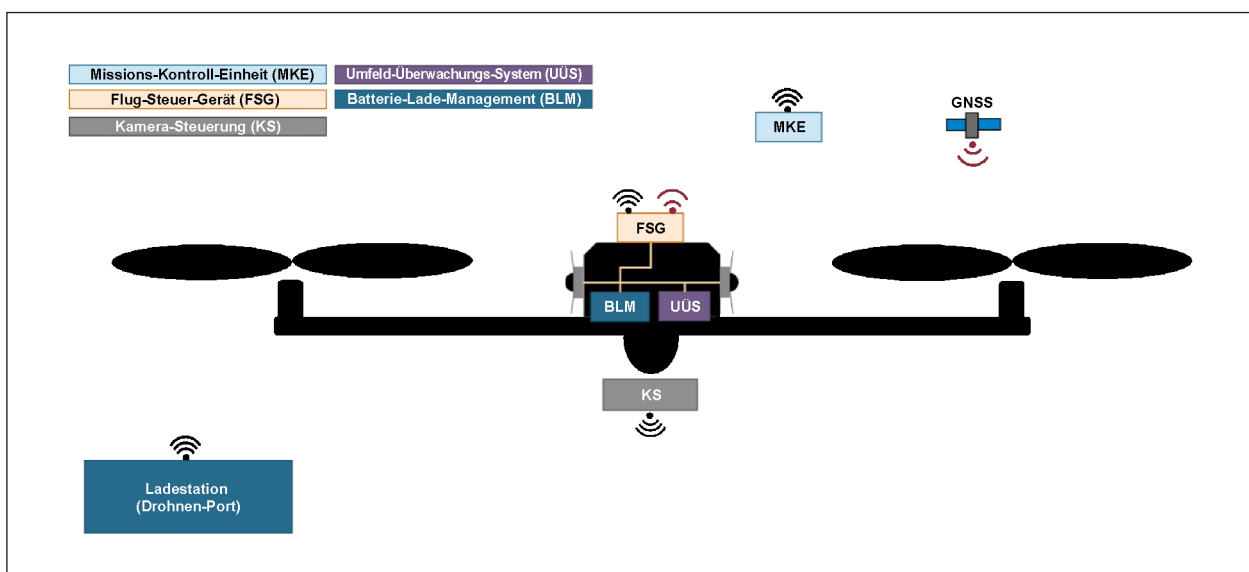 Missions-Kontroll-Einheit (MKE)
Umfeld-Überwachungs-System (UÜS)
Flug-Steuer-Gerät (FSG)
Batterie-Lade-Management (BLM)
Kamera-Steuerung (KS)
GNSS
MKE
FSG
BLM
UÜS
KS
Ladestation
(Drohnen-Port)